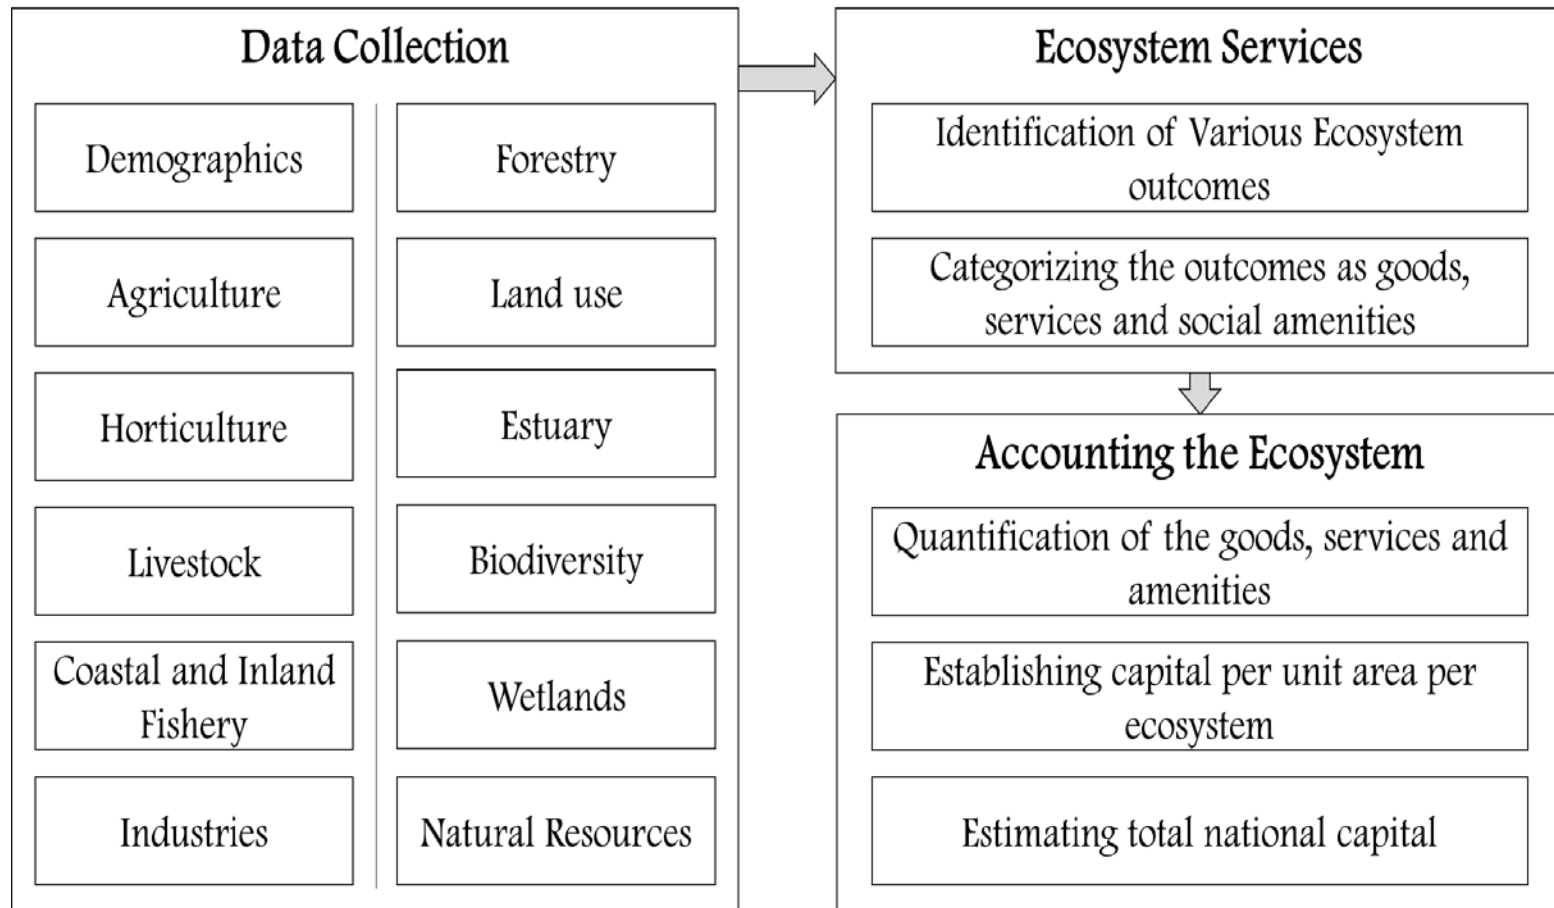 Data Collection
Demographics
Agriculture
Horticulture
Livestock
Coastal and Inland
Fishery
Industries
Forestry
Land use
Estuary
Biodiversity
Wetlands
Natural Resources
Ecosystem Services
Identification of Various Ecosystem
outcomes
Categorizing the outcomes as goods,
services and social amenities
Accounting the Ecosystem
Quantification of the goods, services and
amenities
Establishing capital per unit area per
ecosystem
Estimating total national capital